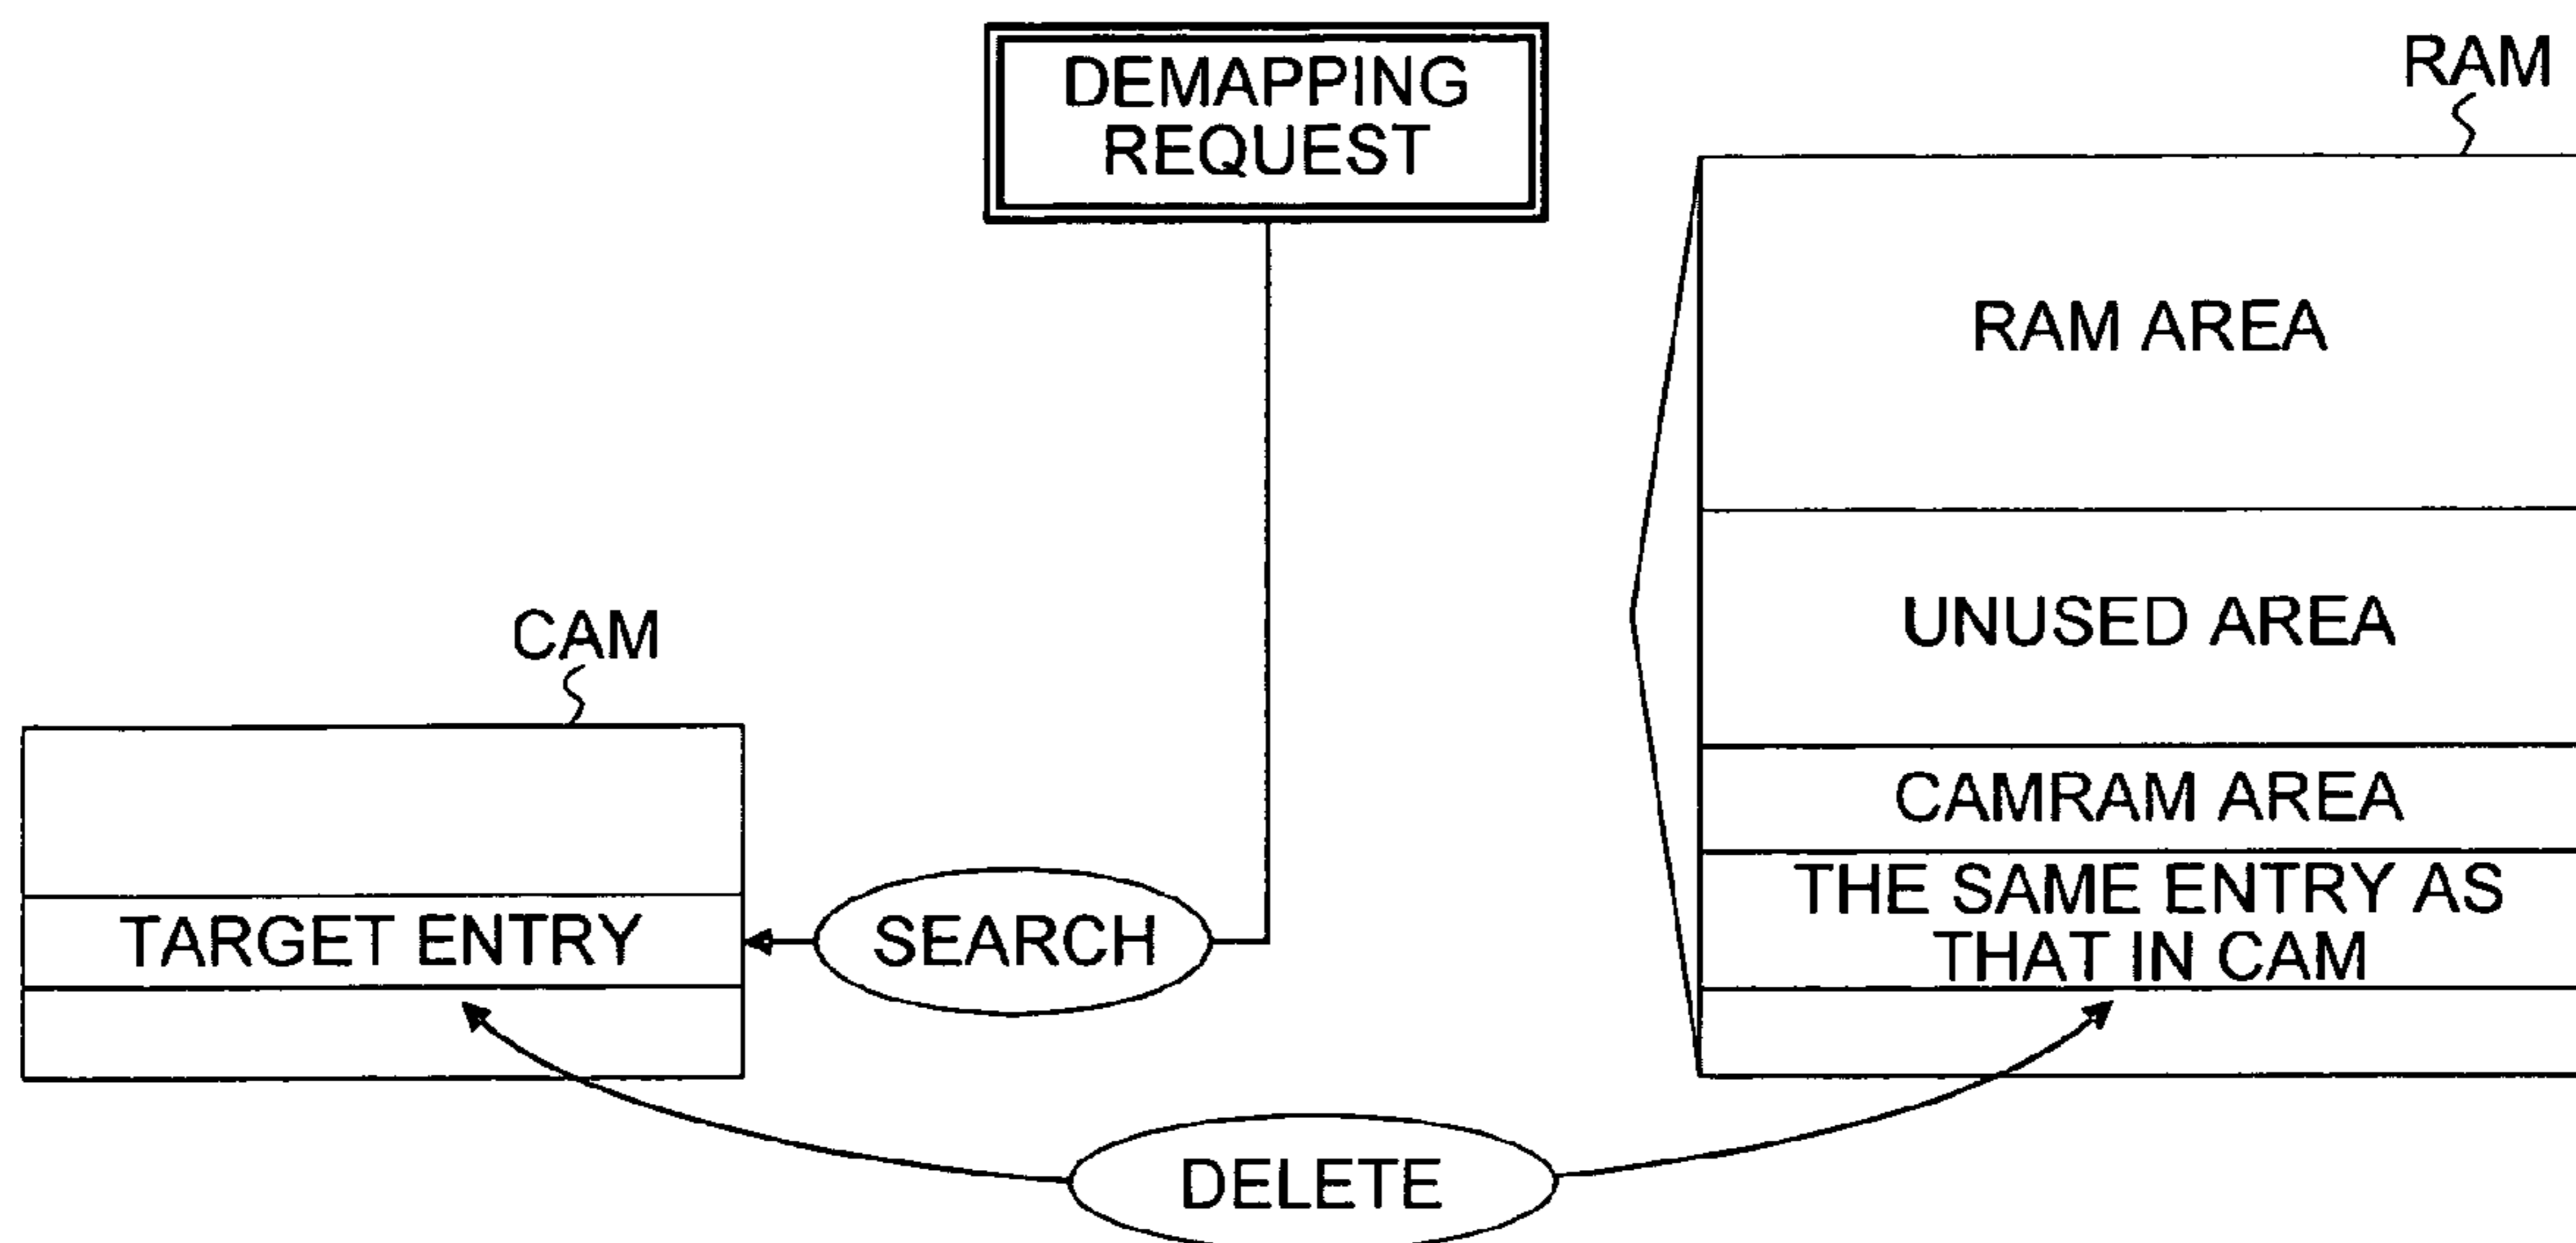 DEMAPPING
REQUEST
RAM
RAM AREA
UNUSED AREA
CAM
CAMRAM AREA
THE SAME ENTRY AS
THAT IN CAM
TARGET ENTRY
SEARCH
DELETE